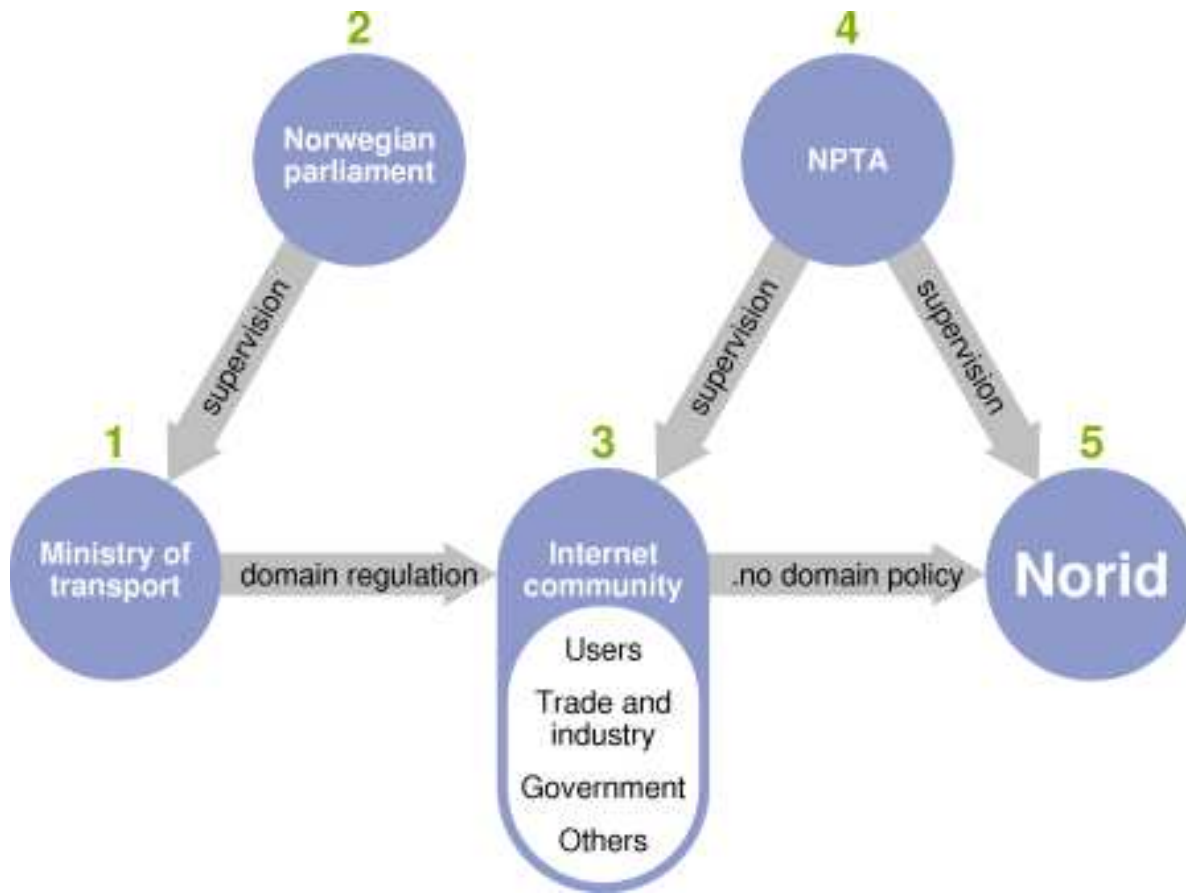 2
4
Norwegian
parliament
NPTA
supervision
supervision
supervision
1
3
5
Ministry of
transport
domain regulation
Internet
community
.no domain policy
Norid
Users
Trade and
industry
Government
Others